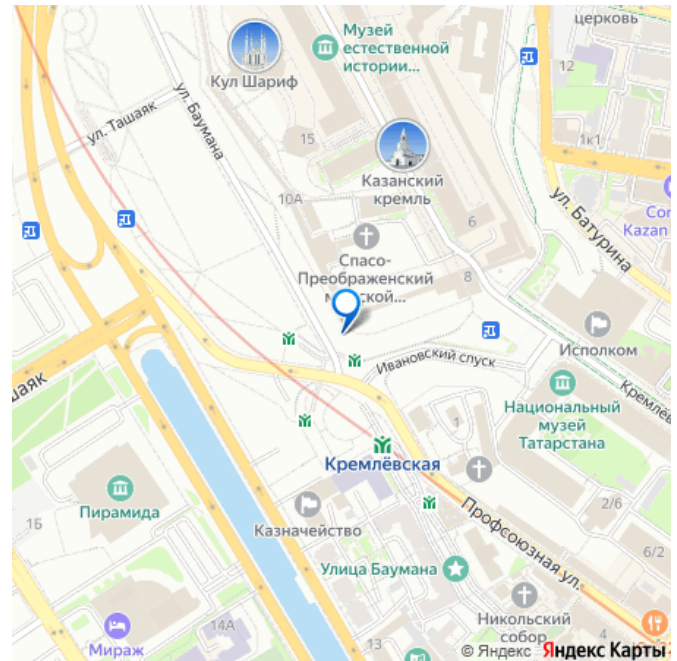 церковь
Музей
естественной
истории...
12
Кул Шариф
ул. Баумана
ул. Ташаяк
15
1к1
Казанский
кремль
10А
6
Con
Kazan
ул. Батурина
Спасо-
Преображенский
8
Исполком
Ивановский спуск
шаяк
Кремлёв
Национальный
музей
Татарстана
1
Кремлёвская
Пирамида
1Б
Казначейство
2/6
Профсоюзная ул.
6/2
Улица Баумана
Никольский
собор
14А
Мираж
13
4
© Яндекс Яндекс Карты